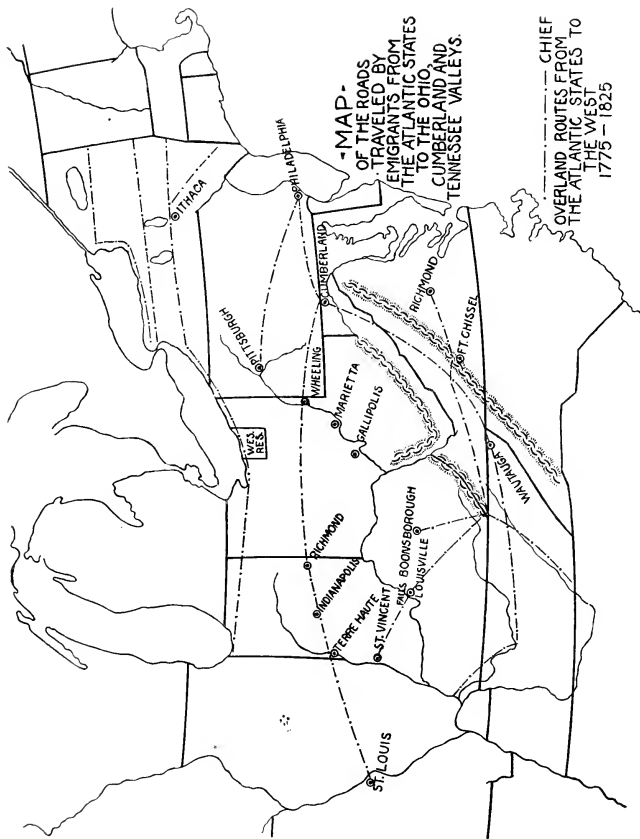 -MAP-
OF THE ROADS
TRAVELED BY
EMIGRANTS FROM
THE ATLANTIC STATES
TO THE OHIO,
CUMBERLAND AND
TENNESSEE VALLEYS.
CHIEF
OVERLAND ROUTES FROM
THE ATLANTIC STATES TO
THE WEST
1775 – 1825
ITHACA
PHILADELPHIA
PITTSBURGH
CUMBERLAND
WHEELING
WES.
RES.
MARIETTA
GALLIPOLIS
RICHMOND
FT. CHISSEL
WAUTAUGA
RICHMOND
INDIANAPOLIS
TERRE HAUTE
ST. VINCENT
FALLS
BOONSBOROUGH
LOUISVILLE
ST. LOUIS